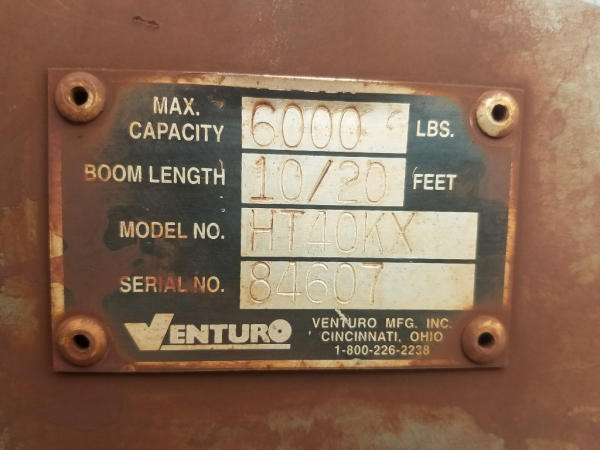 MAX. CAPACITY 6000 LBS.
BOOM LENGTH 10/20 FEET
MODEL NO. HT40KX
SERIAL NO. 84607
VENTURO VENTURO MFG. INC.
CINCINNATI, OHIO
1-800-226-2238